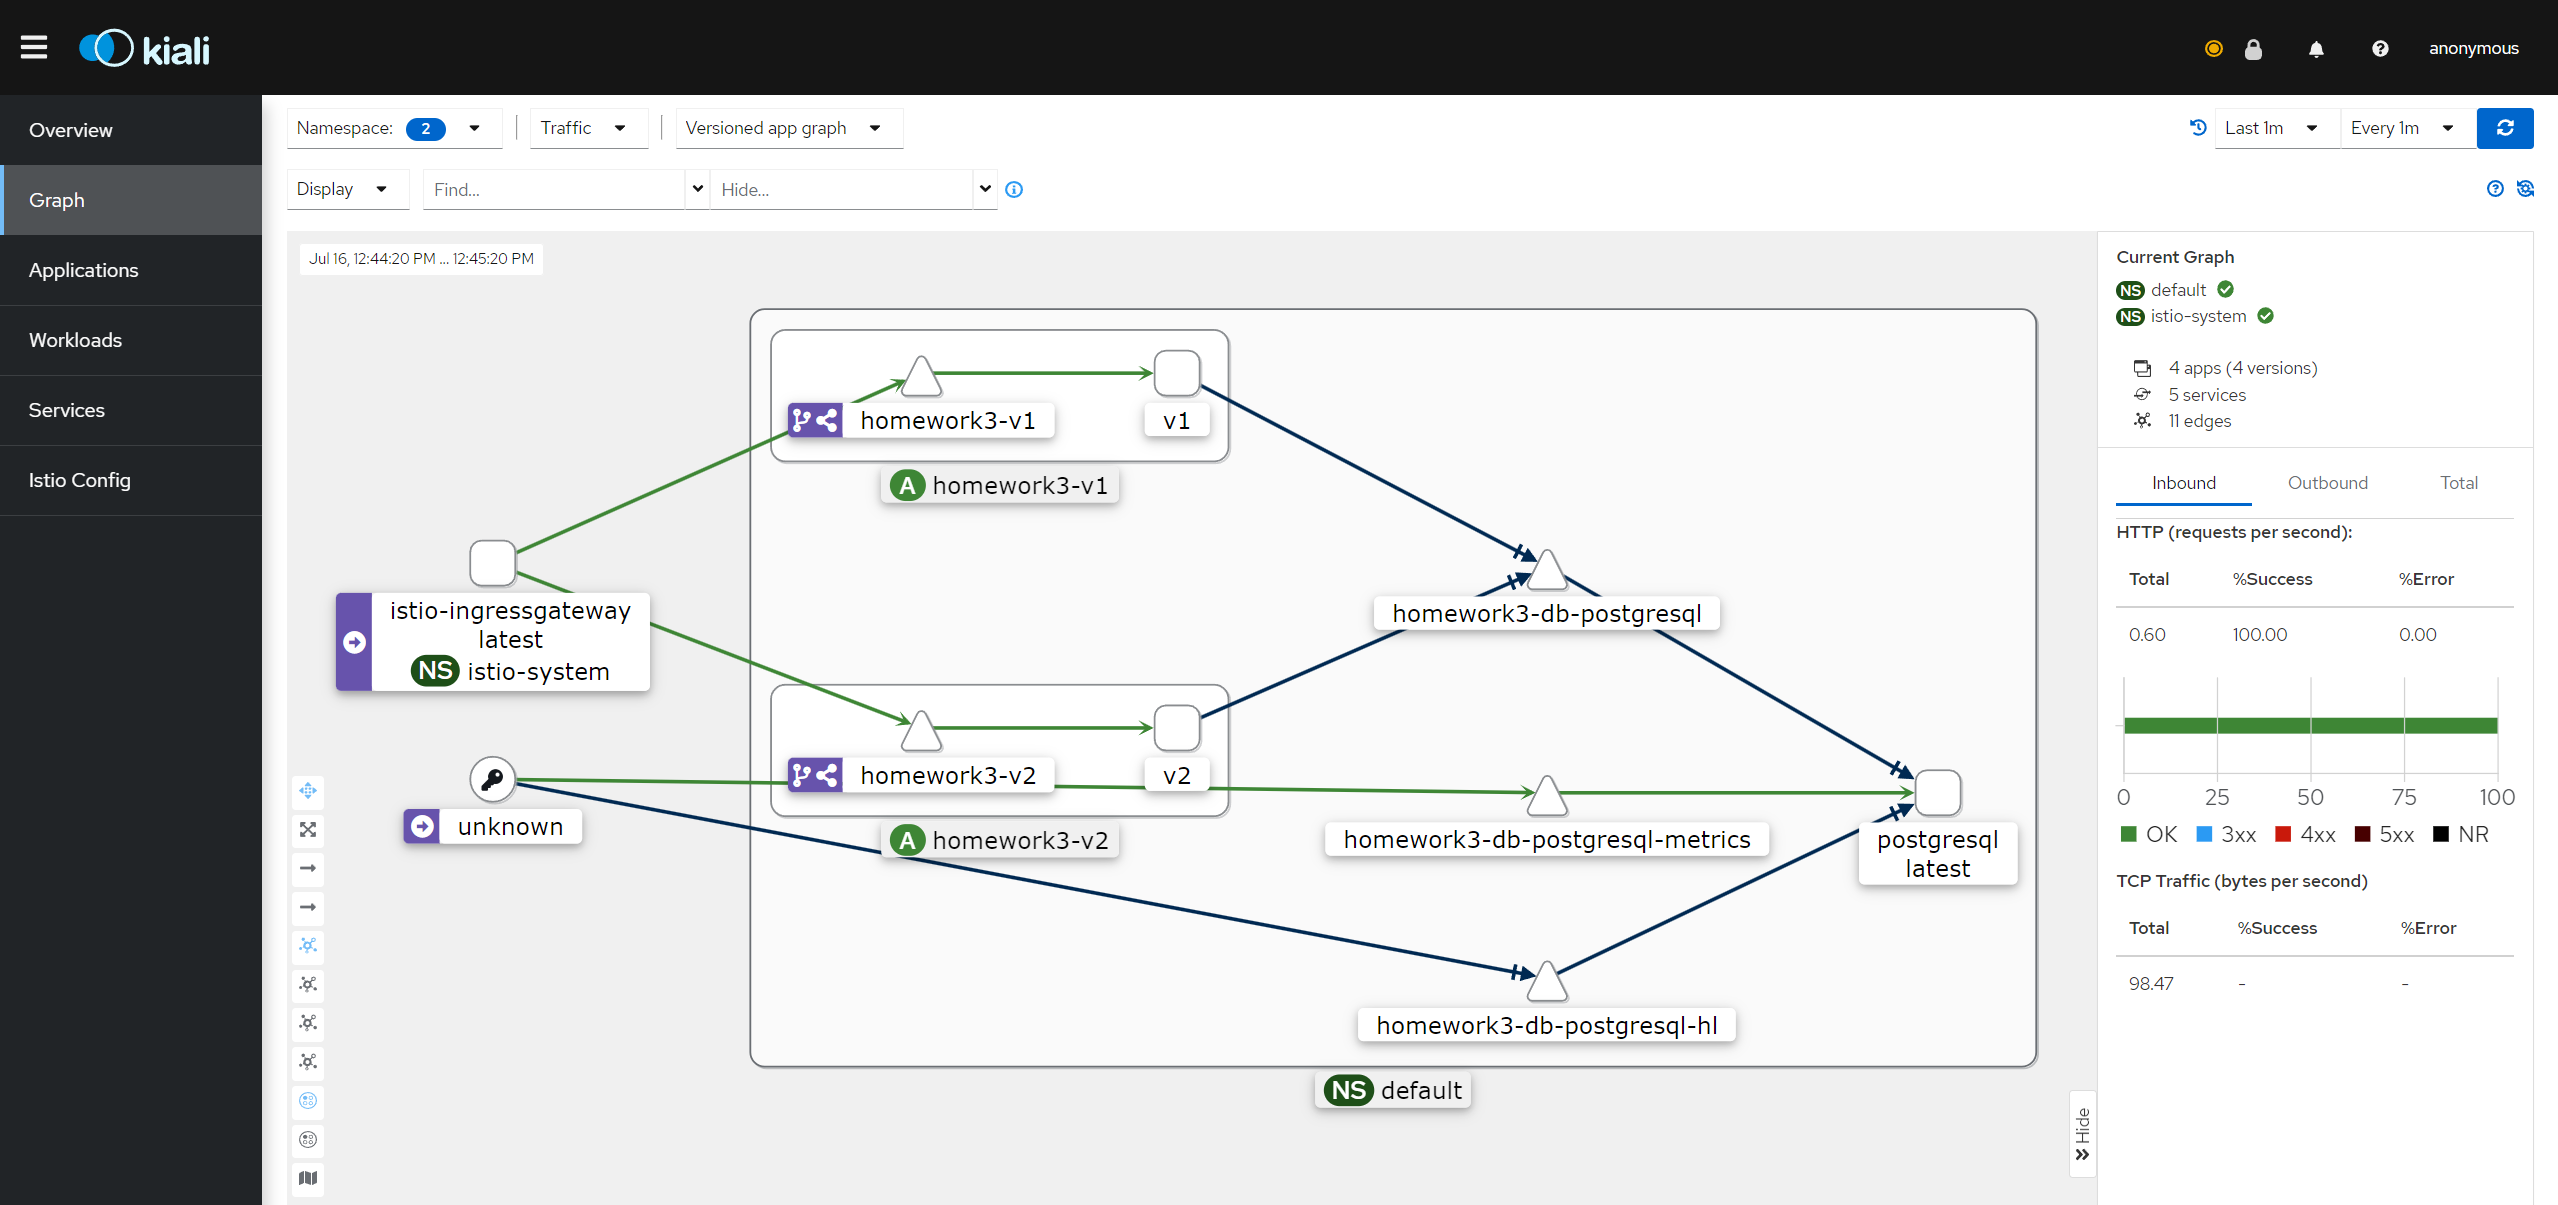 kiali
anonymous
Overview
Graph
Applications
Workloads
Services
Istio Config
Namespace: 2
Traffic
Versioned app graph
Last 1m
Every 1m
Display
Find...
Hide...
Jul 16, 12:44:20 PM ... 12:45:20 PM
homework3-v1
v1
A homework3-v1
istio-ingressgateway
latest
NS istio-system
homework3-db-postgresql
homework3-v2
v2
A homework3-v2
unknown
homework3-db-postgresql-metrics
postgresql
latest
homework3-db-postgresql-hl
NS default
Hide
Current Graph
NS default
NS istio-system
4 apps (4 versions)
5 services
11 edges
Inbound Outbound Total
HTTP (requests per second):
Total %Success %Error
0.60 100.00 0.00
0 25 50 75 100
OK 3xx 4xx 5xx NR
TCP Traffic (bytes per second)
Total %Success %Error
98.47 - -